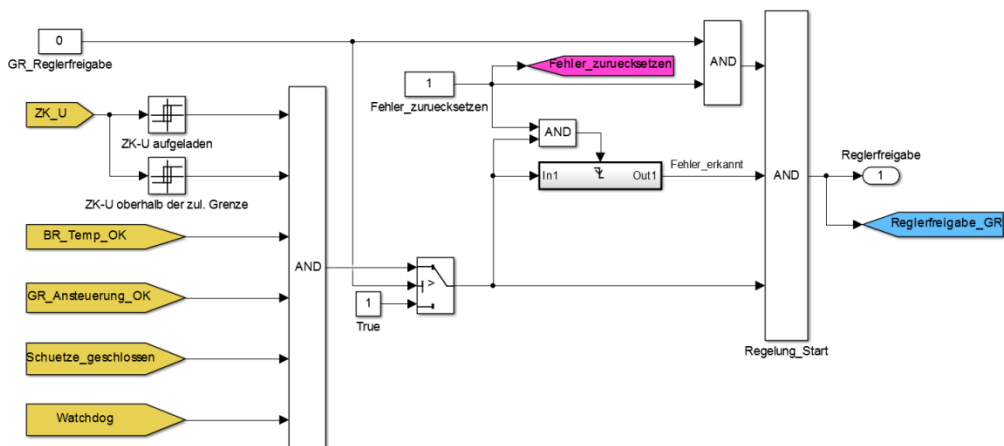 0
GR_Reglerfreigabe
ZK_U
ZK-U aufgeladen
ZK-U oberhalb der zul. Grenze
BR_Temp_OK
GR_Ansteuerung_OK
Schuetze_geschlossen
Watchdog
AND
1
True
>
Fehler_zuruecksetzen
1
Fehler_zuruecksetzen
AND
In1
Out1
Fehler_erkannt
AND
AND
Regelung_Start
Reglerfreigabe
1
Reglerfreigabe_GR